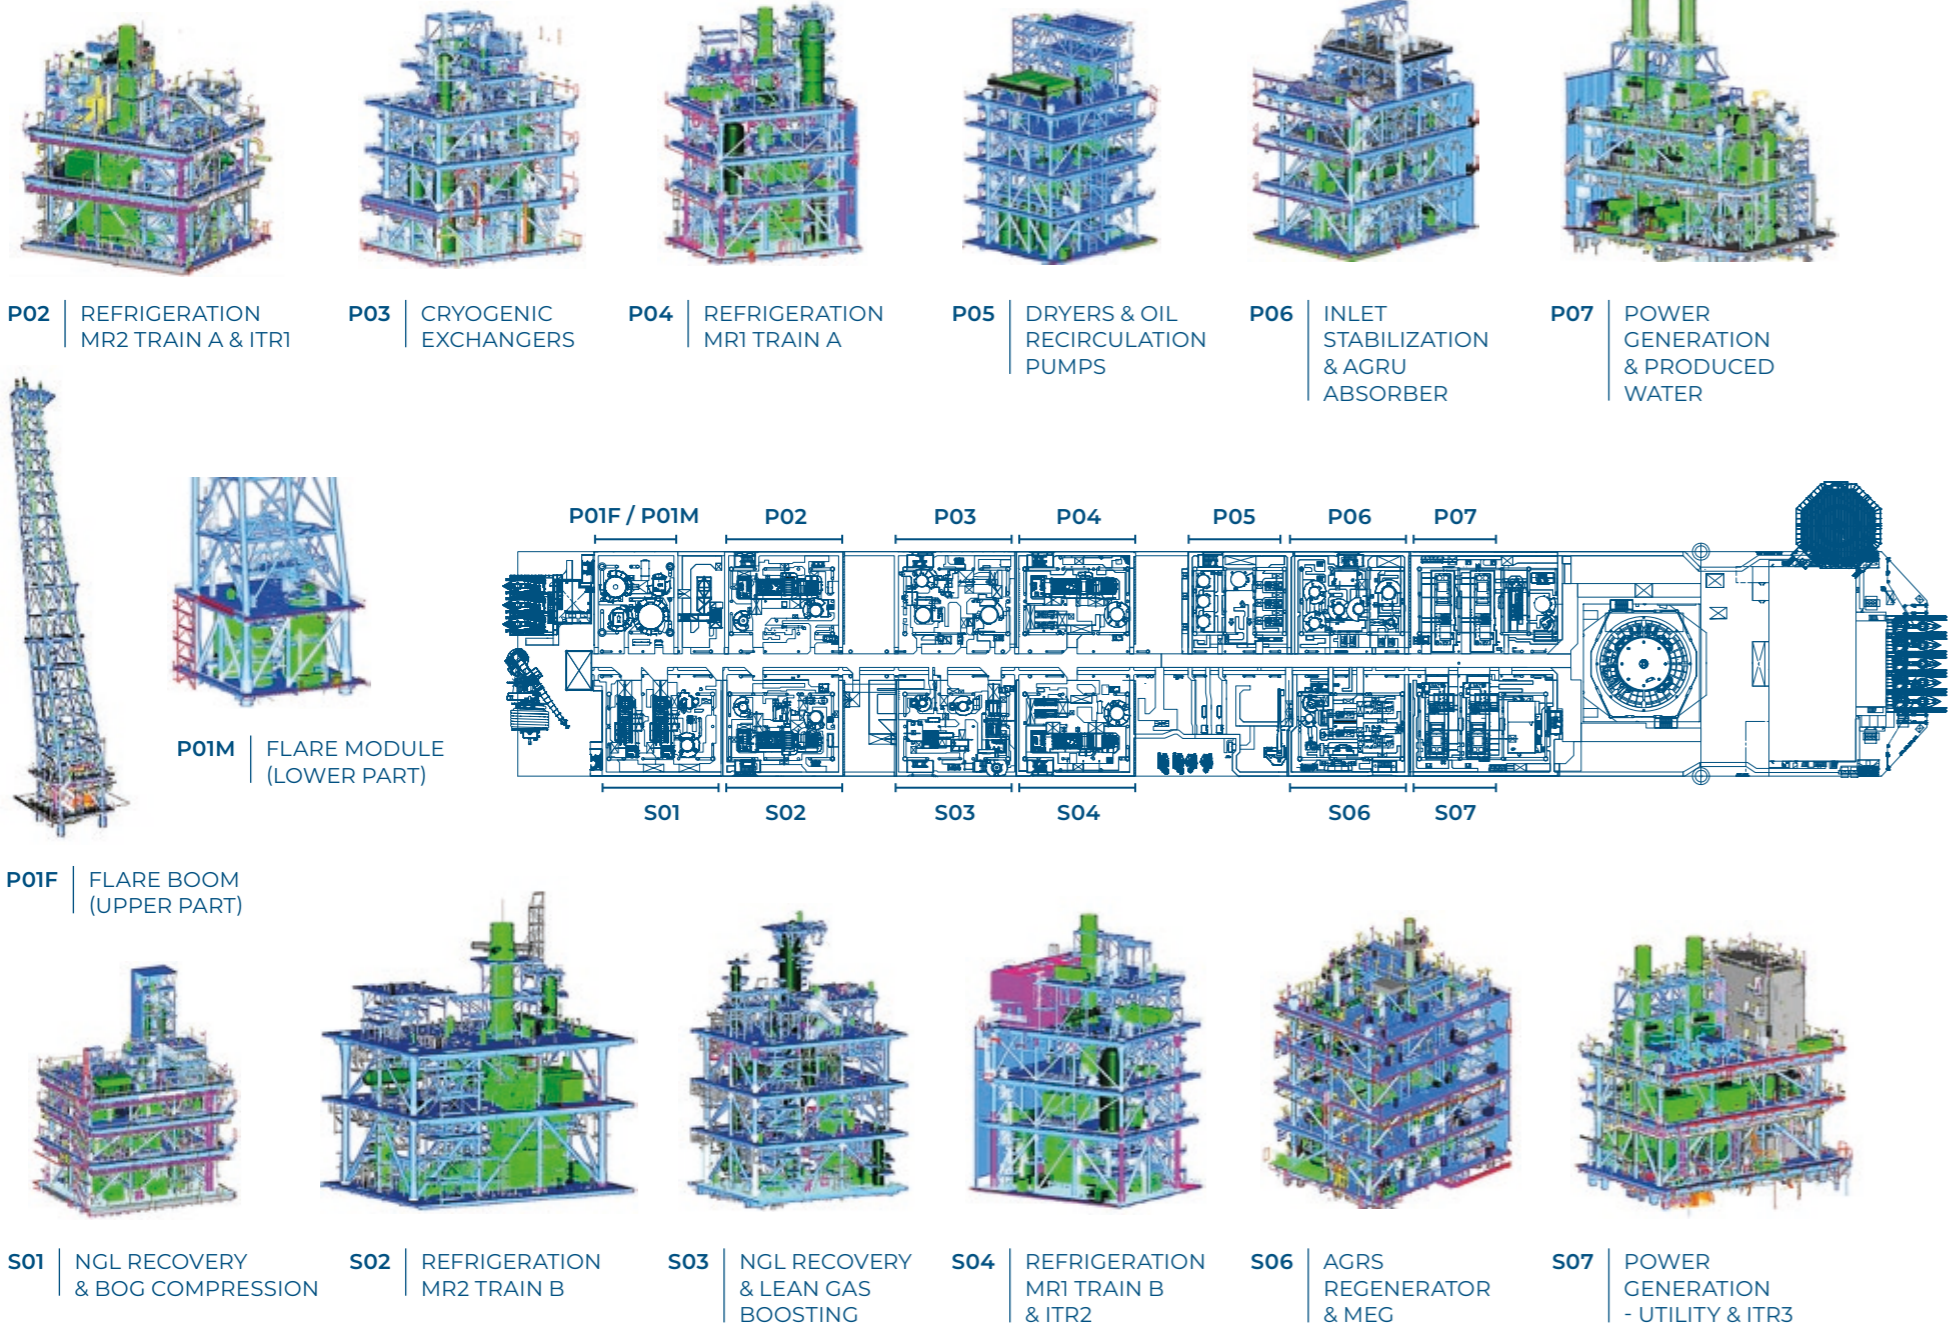 P02 REFRIGERATION
MR2 TRAIN A & ITR1
P03 CRYOGENIC
EXCHANGERS
P04 REFRIGERATION
MR1 TRAIN A
P05 DRYERS & OIL
RECIRCULATION
PUMPS
P06 INLET
STABILIZATION
& AGRU
ABSORBER
P07 POWER
GENERATION
& PRODUCED
WATER
P01F / P01M P02 P03 P04 P05 P06 P07
P01M FLARE MODULE
(LOWER PART)
S01 S02 S03 S04 S06 S07
P01F FLARE BOOM
(UPPER PART)
S01 NGL RECOVERY
& BOG COMPRESSION
S02 REFRIGERATION
MR2 TRAIN B
S03 NGL RECOVERY
& LEAN GAS
BOOSTING
S04 REFRIGERATION
MR1 TRAIN B
& ITR2
S06 AGRS
REGENERATOR
& MEG
S07 POWER
GENERATION
- UTILITY & ITR3